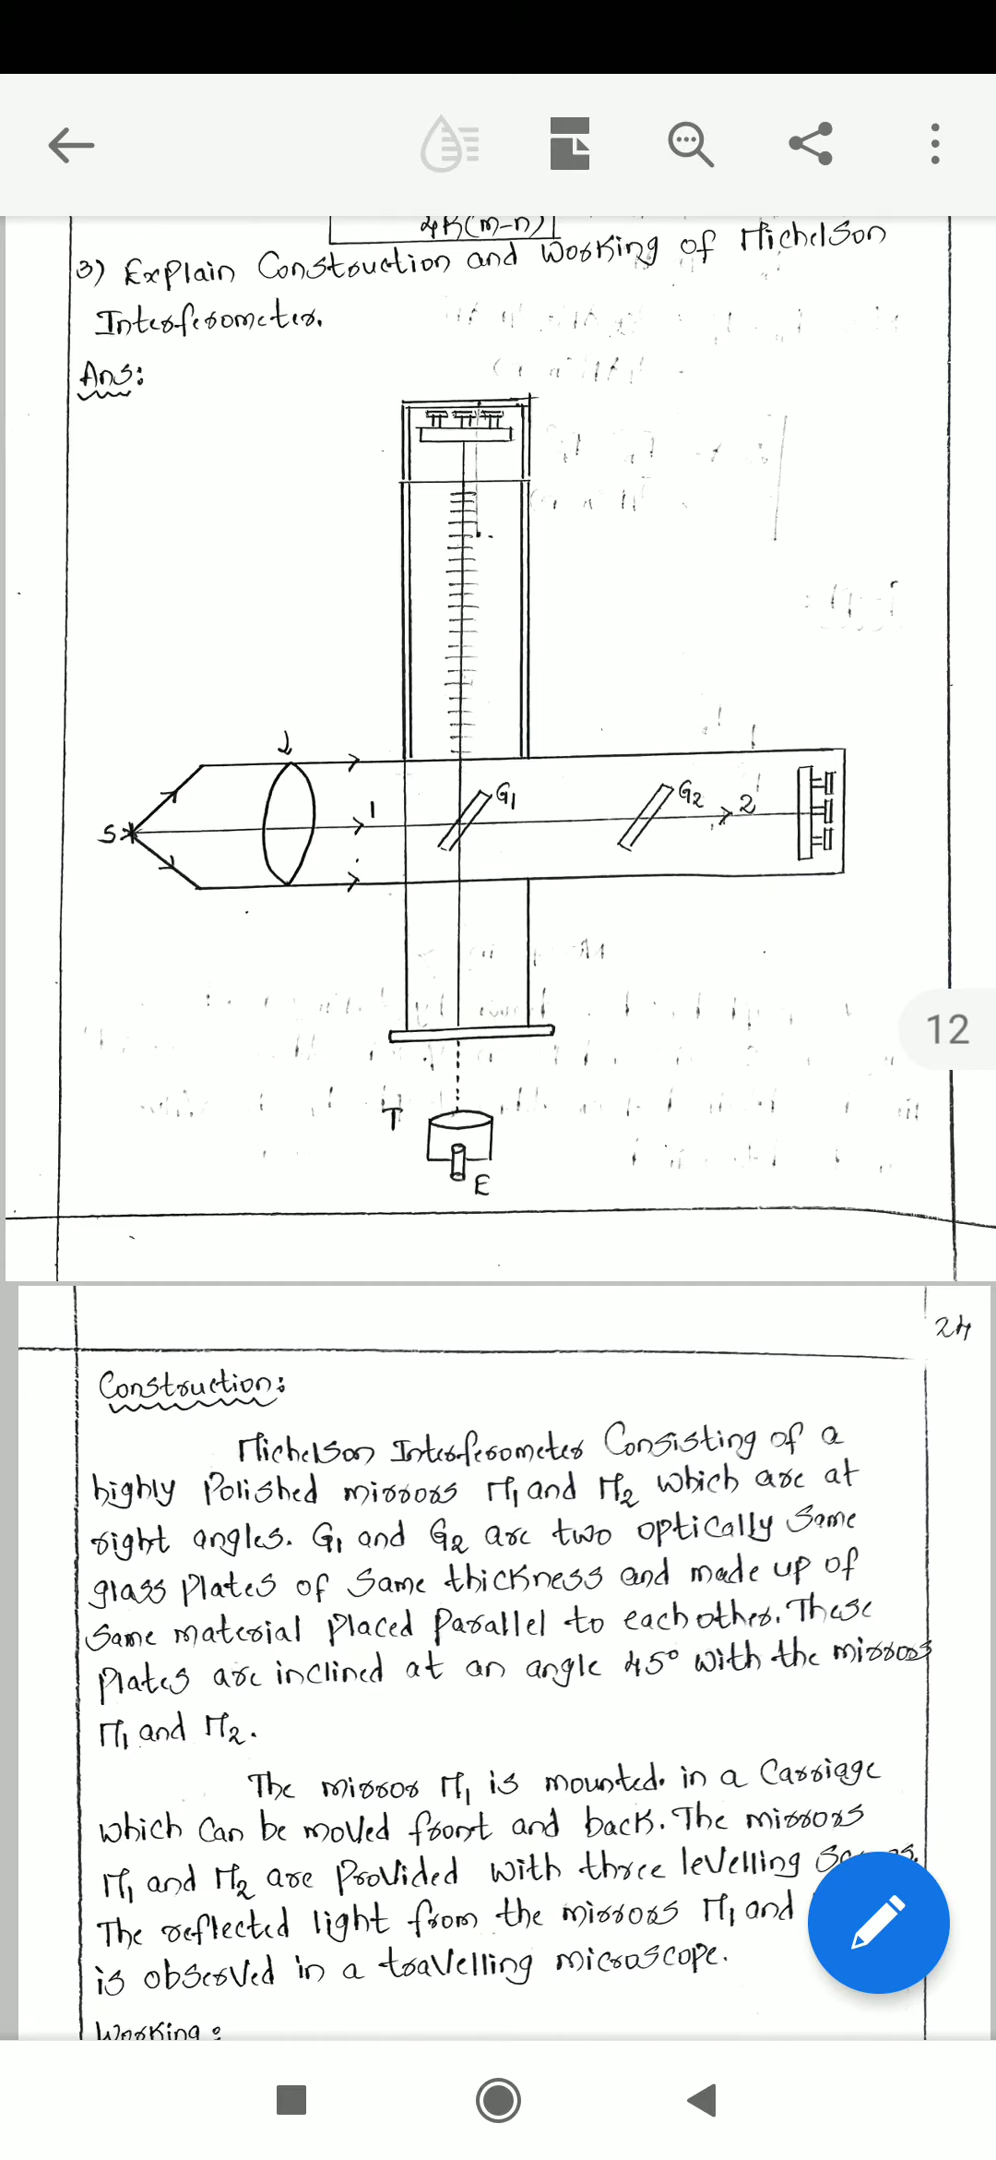 4K(m-n)
3) Explain Construction and Working of Michelson
Interferometer.
Ans:
L
S
1
G1
G2
2
T
E
12
24
Construction:
Michelson Interferometer Consisting of a
highly Polished mirrors M1 and M2 which are at
right angles. G1 and G2 are two optically Same
glass Plates of Same thickness and made up of
Same material Placed Parallel to each other. These
Plates are inclined at an angle 45° with the mirrors
M1 and M2.
The mirror M1 is mounted in a Carriage
which Can be moved front and back. The mirrors
M1 and M2 are Provided with three levelling
The reflected light from the mirrors M1 and
is observed in a travelling microscope.
Working: